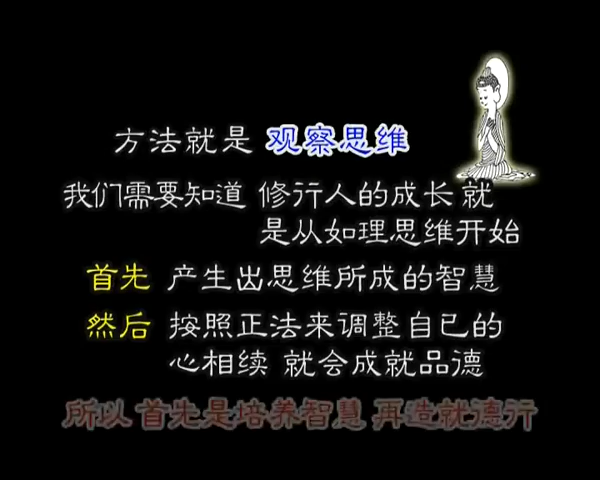 方法就是 观察思维
我们需要知道 修行人的成长就
是从如理思维开始
首先 产生出思维所成的智慧
然后 按照正法来调整自已的
心相续 就会成就品德
所以 首先是培养智慧 再造就德行